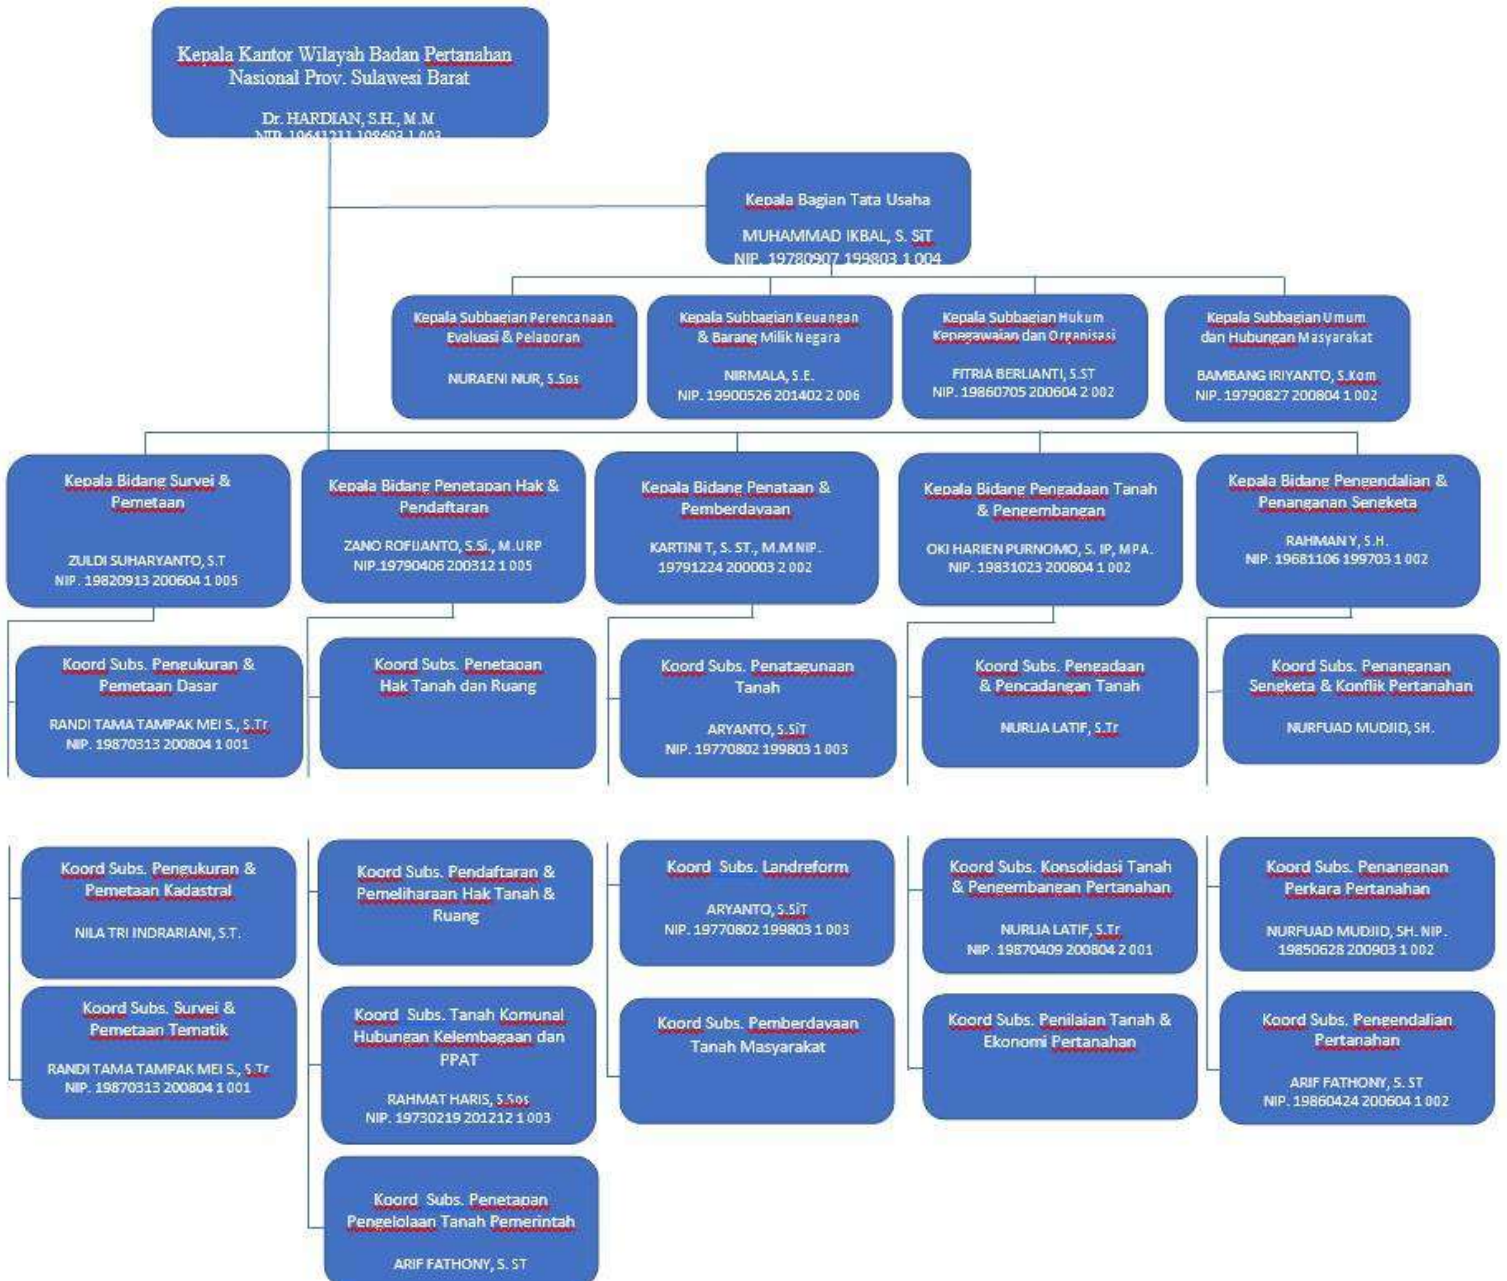 Kepala Kantor Wilayah Badan Pertanahan
Nasional Prov. Sulawesi Barat
Dr. HARDIAN, S.H., M.M
NIP. 19641211 198603 1 003
Kepala Bagian Tata Usaha
MUHAMMAD IKBAL, S. SiT
NIP. 19780907 199803 1 004
Kepala Subbagian Perencanaan
Evaluasi & Pelaporan
NURAENI NUR, S.Sos
Kepala Subbagian Keuangan
& Barang Milik Negara
NIRMALA, S.E.
NIP. 19900526 201402 2 006
Kepala Subbagian Hukum
Kepegawaian dan Organisasi
FITRIA BERLIANTI, S.ST
NIP. 19860705 200604 2 002
Kepala Subbagian Umum
dan Hubungan Masyarakat
BAMBANG IRIYANTO, S.Kom
NIP. 19790827 200804 1 002
Kepala Bidang Survei &
Pemetaan
ZULDI SUHARYANTO, S.T
NIP. 19820913 200604 1 005
Kepala Bidang Penetapan Hak &
Pendaftaran
ZANO ROFIJANTO, S.Si., M.URP
NIP.19790406 200312 1 005
Kepala Bidang Penataan &
Pemberdayaan
KARTINI T, S. ST., M.M NIP.
19791224 200003 2 002
Kepala Bidang Pengadaan Tanah
& Pengembangan
OKI HARIEN PURNOMO, S. IP, MPA.
NIP. 19831023 200804 1 002
Kepala Bidang Pengendalian &
Penanganan Sengketa
RAHMAN Y, S.H.
NIP. 19681106 199703 1 002
Koord Subs. Pengukuran &
Pemetaan Dasar
RANDI TAMA TAMPAK MEI S., S.Tr
NIP. 19870313 200804 1 001
Koord Subs. Penetapan
Hak Tanah dan Ruang
Koord Subs. Penatagunaan
Tanah
ARYANTO, S.SiT
NIP. 19770802 199803 1 003
Koord Subs. Pengadaan
& Pencadangan Tanah
NURLIA LATIF, S.Tr
Koord Subs. Penanganan
Sengketa & Konflik Pertanahan
NURFUAD MUDJID, SH.
Koord Subs. Pengukuran &
Pemetaan Kadastral
NILA TRI INDRARIANI, S.T.
Koord Subs. Pendaftaran &
Pemeliharaan Hak Tanah &
Ruang
Koord Subs. Landreform
ARYANTO, S.SiT
NIP. 19770802 199803 1 003
Koord Subs. Konsolidasi Tanah
& Pengembangan Pertanahan
NURLIA LATIF, S.Tr
NIP. 19870409 200804 2 001
Koord Subs. Penanganan
Perkara Pertanahan
NURFUAD MUDJID, SH. NIP.
19850628 200903 1 002
Koord Subs. Survei &
Pemetaan Tematik
RANDI TAMA TAMPAK MEI S., S.Tr
NIP. 19870313 200804 1 001
Koord Subs. Tanah Komunal
Hubungan Kelembagaan dan
PPAT
RAHMAT HARIS, S.Sos
NIP. 19730219 201212 1 003
Koord Subs. Pemberdayaan
Tanah Masyarakat
Koord Subs. Penilaian Tanah &
Ekonomi Pertanahan
Koord Subs. Pengendalian
Pertanahan
ARIF FATHONY, S. ST
NIP. 19860424 200604 1 002
Koord Subs. Penetapan
Pengelolaan Tanah Pemerintah
ARIF FATHONY, S. ST